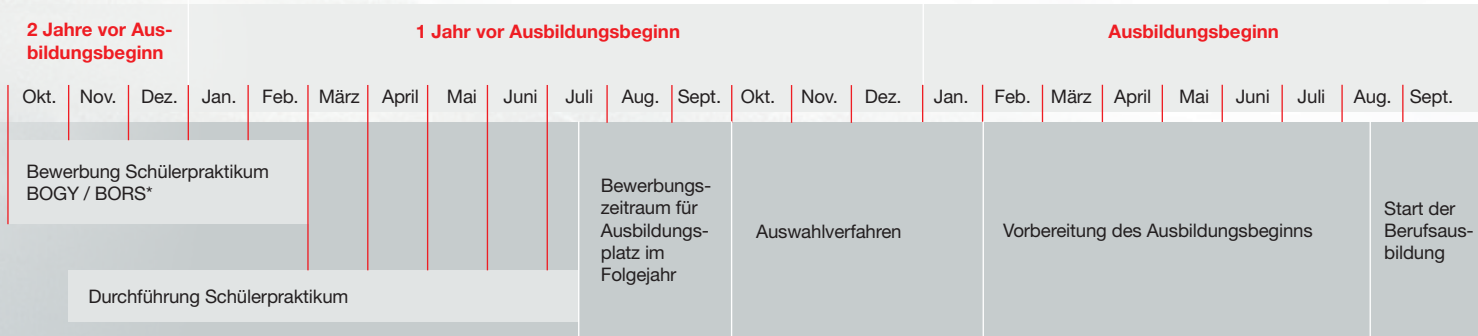 2 Jahre vor Aus-
bildungsbeginn
1 Jahr vor Ausbildungsbeginn
Ausbildungsbeginn
Okt. Nov. Dez. Jan. Feb. März April Mai Juni Juli Aug. Sept. Okt. Nov. Dez. Jan. Feb. März April Mai Juni Juli Aug. Sept.
Bewerbung Schülerpraktikum
BOGY / BORS*
Durchführung Schülerpraktikum
Bewerbungs-
zeitraum für
Ausbildungs-
platz im
Folgejahr
Auswahlverfahren
Vorbereitung des Ausbildungsbeginns
Start der
Berufsaus-
bildung